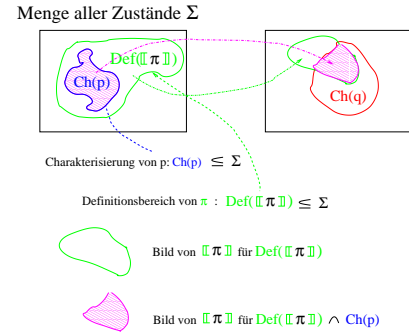 Menge aller Zustände Σ
Def(⟦π⟧)
Ch(p)
Ch(q)
Charakterisierung von p: Ch(p) ≤ Σ
Definitionsbereich von π : Def(⟦π⟧) ≤ Σ
Bild von ⟦π⟧ für Def(⟦π⟧)
Bild von ⟦π⟧ für Def(⟦π⟧) ∩ Ch(p)